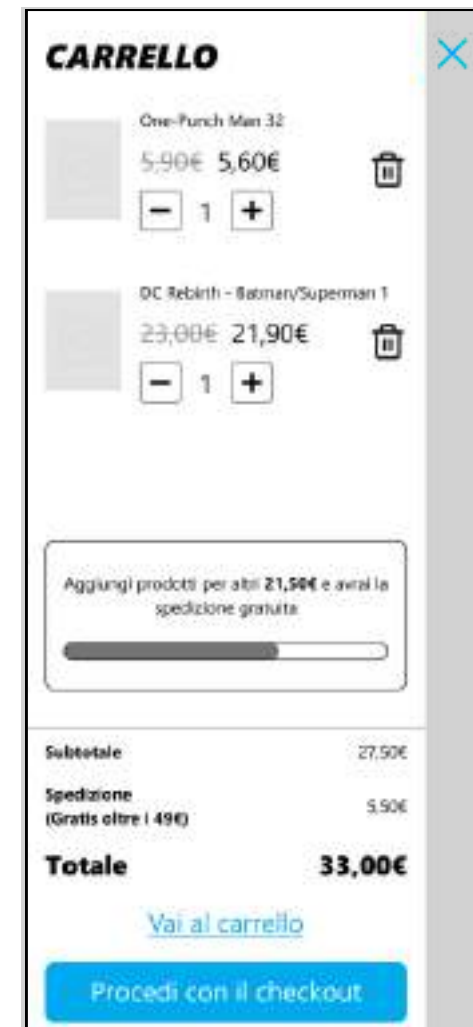 CARRELLO
One-Punch Man 32
5,90€ 5,60€
1
DC Rebirth - Batman/Superman 1
23,00€ 21,90€
1
Aggiungi prodotti per altri 21,50€ e avrai la
spedizione gratuita
Subtotale 27,50€
Spedizione
(Gratis oltre i 49€) 5,50€
Totale 33,00€
Vai al carrello
Procedi con il checkout